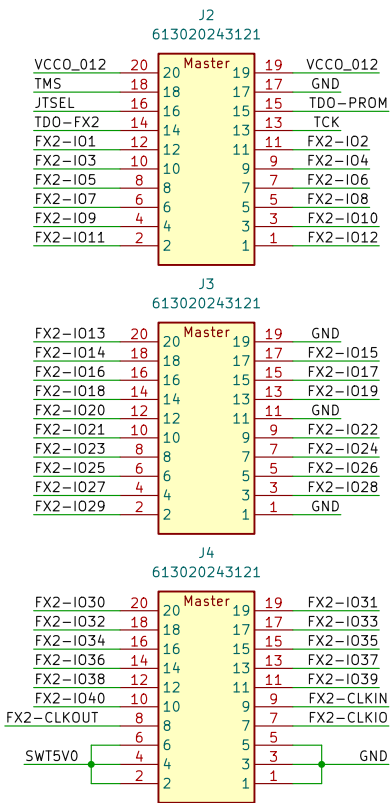 J2
613020243121
Master
VCCO_012 20 20 19 19 VCCO_012
TMS 18 18 17 17 GND
JTSEL 16 16 15 15 TDO-PROM
TDO-FX2 14 14 13 13 TCK
FX2-IO1 12 12 11 11 FX2-IO2
FX2-IO3 10 10 9 9 FX2-IO4
FX2-IO5 8 8 7 7 FX2-IO6
FX2-IO7 6 6 5 5 FX2-IO8
FX2-IO9 4 4 3 3 FX2-IO10
FX2-IO11 2 2 1 1 FX2-IO12
J3
613020243121
Master
FX2-IO13 20 20 19 19 GND
FX2-IO14 18 18 17 17 FX2-IO15
FX2-IO16 16 16 15 15 FX2-IO17
FX2-IO18 14 14 13 13 FX2-IO19
FX2-IO20 12 12 11 11 GND
FX2-IO21 10 10 9 9 FX2-IO22
FX2-IO23 8 8 7 7 FX2-IO24
FX2-IO25 6 6 5 5 FX2-IO26
FX2-IO27 4 4 3 3 FX2-IO28
FX2-IO29 2 2 1 1 GND
J4
613020243121
Master
FX2-IO30 20 20 19 19 FX2-IO31
FX2-IO32 18 18 17 17 FX2-IO33
FX2-IO34 16 16 15 15 FX2-IO35
FX2-IO36 14 14 13 13 FX2-IO37
FX2-IO38 12 12 11 11 FX2-IO39
FX2-IO40 10 10 9 9 FX2-CLKIN
FX2-CLKOUT 8 8 7 7 FX2-CLKIO
6 6 5 5
SWT5V0 4 4 3 3 GND
2 2 1 1